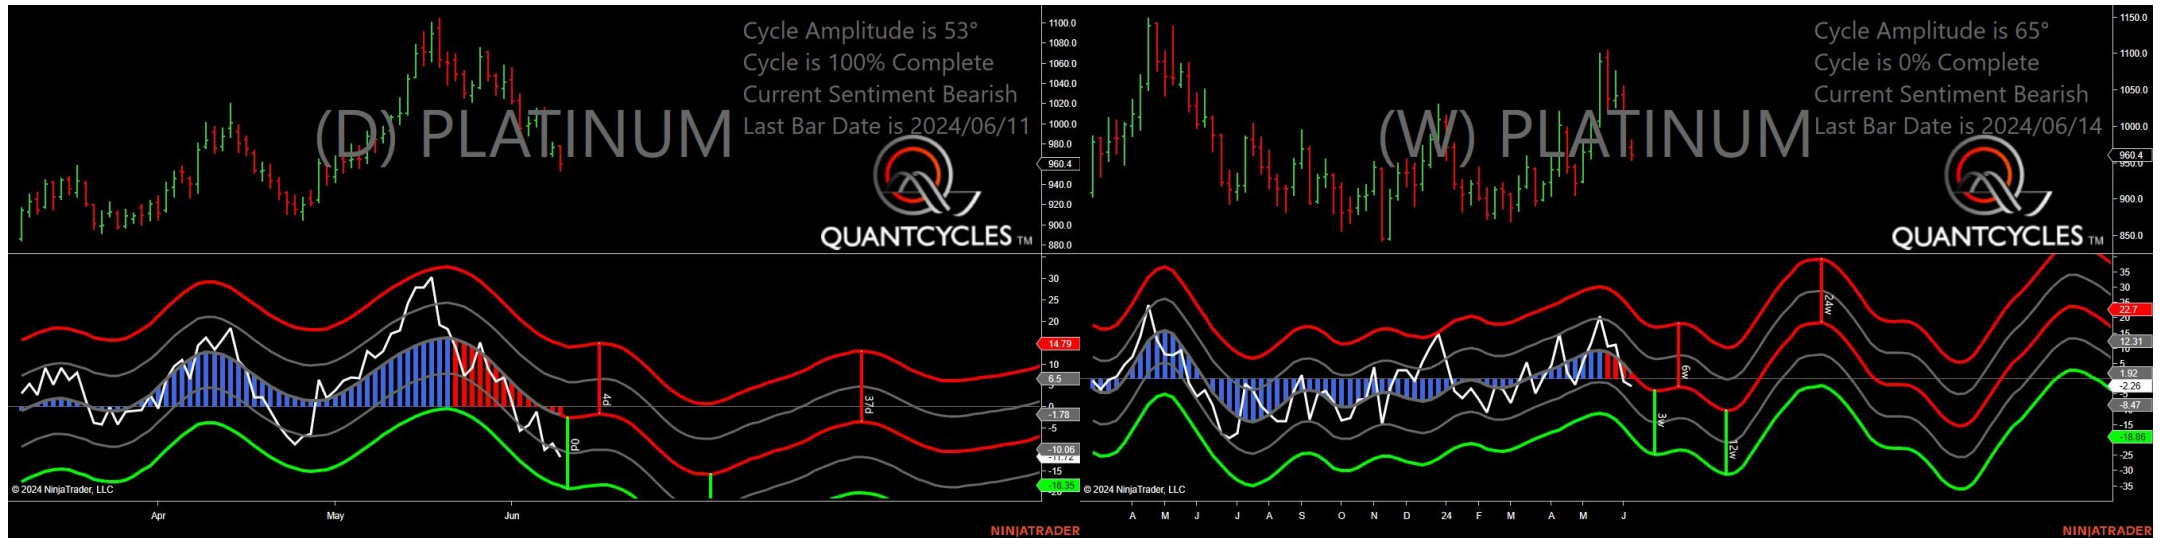 Cycle Amplitude is 53°
Cycle is 100% Complete
Current Sentiment Bearish
Last Bar Date is 2024/06/11
(D) PLATINUM
QUANTCYCLES TM
1100.0
1080.0
1060.0
1040.0
1020.0
1000.0
980.0
960.4
940.0
920.0
900.0
880.0
30
20
14.79
10
6.5
0
-1.78
-5
-10.06
-11.72
-15
-18.35
4d
37d
0d
© 2024 NinjaTrader, LLC
Apr
May
Jun
NINJATRADER
Cycle Amplitude is 65°
Cycle is 0% Complete
Current Sentiment Bearish
Last Bar Date is 2024/06/14
(W) PLATINUM
QUANTCYCLES TM
1150.0
1100.0
1050.0
1000.0
960.4
950.0
900.0
850.0
35
30
25
22.7
15
12.31
5
1.92
-2.26
-8.47
-15
-18.86
-25
-30
-35
24w
6w
3w
12w
© 2024 NinjaTrader, LLC
A M J J A S O N D 24 F M A M J
NINJATRADER